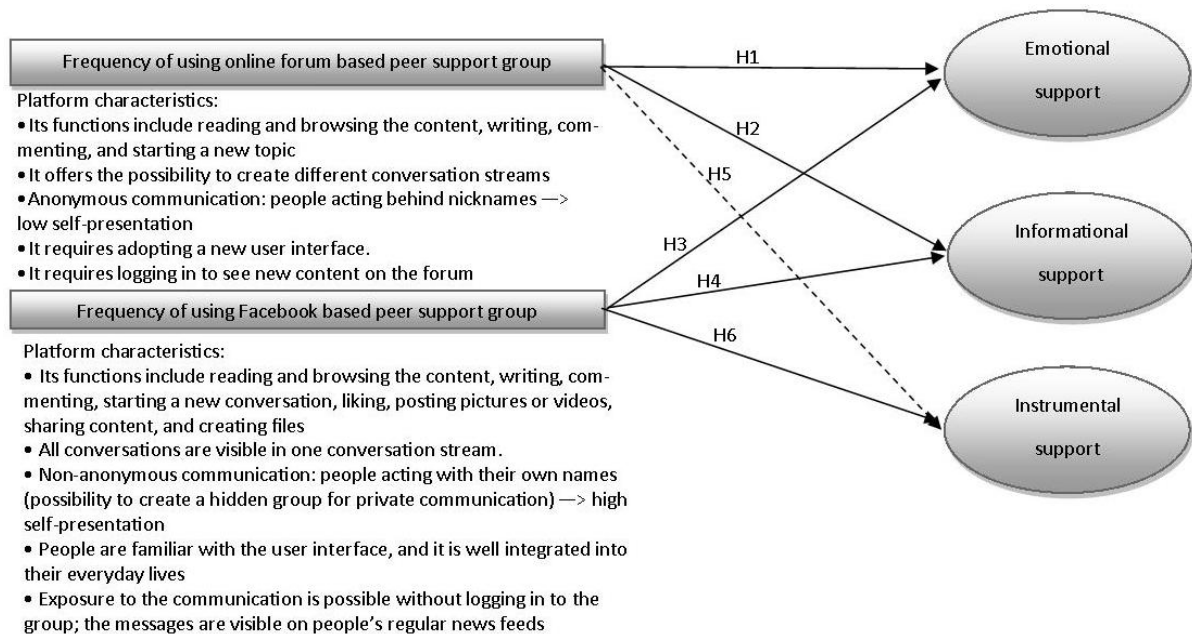 Frequency of using online forum based peer support group
Platform characteristics:
• Its functions include reading and browsing the content, writing, com-
menting, and starting a new topic
• It offers the possibility to create different conversation streams
• Anonymous communication: people acting behind nicknames —>
low self-presentation
• It requires adopting a new user interface.
• It requires logging in to see new content on the forum
Frequency of using Facebook based peer support group
Platform characteristics:
• Its functions include reading and browsing the content, writing, com-
menting, starting a new conversation, liking, posting pictures or videos,
sharing content, and creating files
• All conversations are visible in one conversation stream.
• Non-anonymous communication: people acting with their own names
(possibility to create a hidden group for private communication) —> high
self-presentation
• People are familiar with the user interface, and it is well integrated into
their everyday lives
• Exposure to the communication is possible without logging in to the
group; the messages are visible on people's regular news feeds
H1
H2
H5
H3
H4
H6
Emotional
support
Informational
support
Instrumental
support